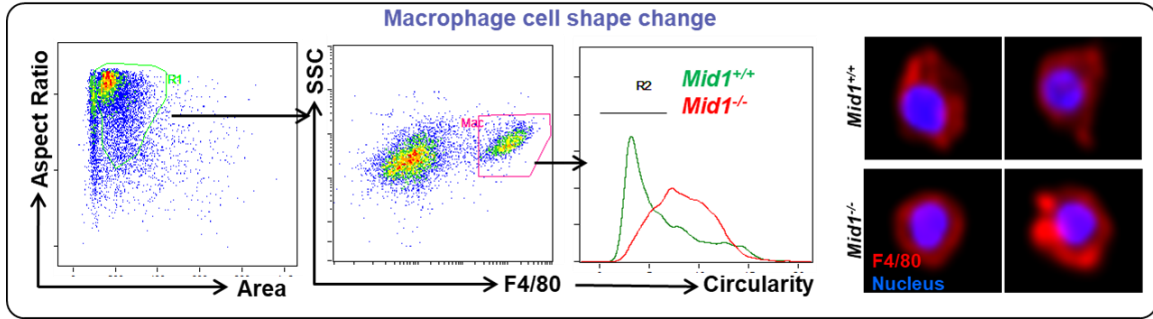 Macrophage cell shape change
Aspect Ratio
R1
Area
SSC
Mac
F4/80
R2
Mid1+/+
Mid1-/-
Circularity
Mid1+/+
Mid1-/-
F4/80
Nucleus